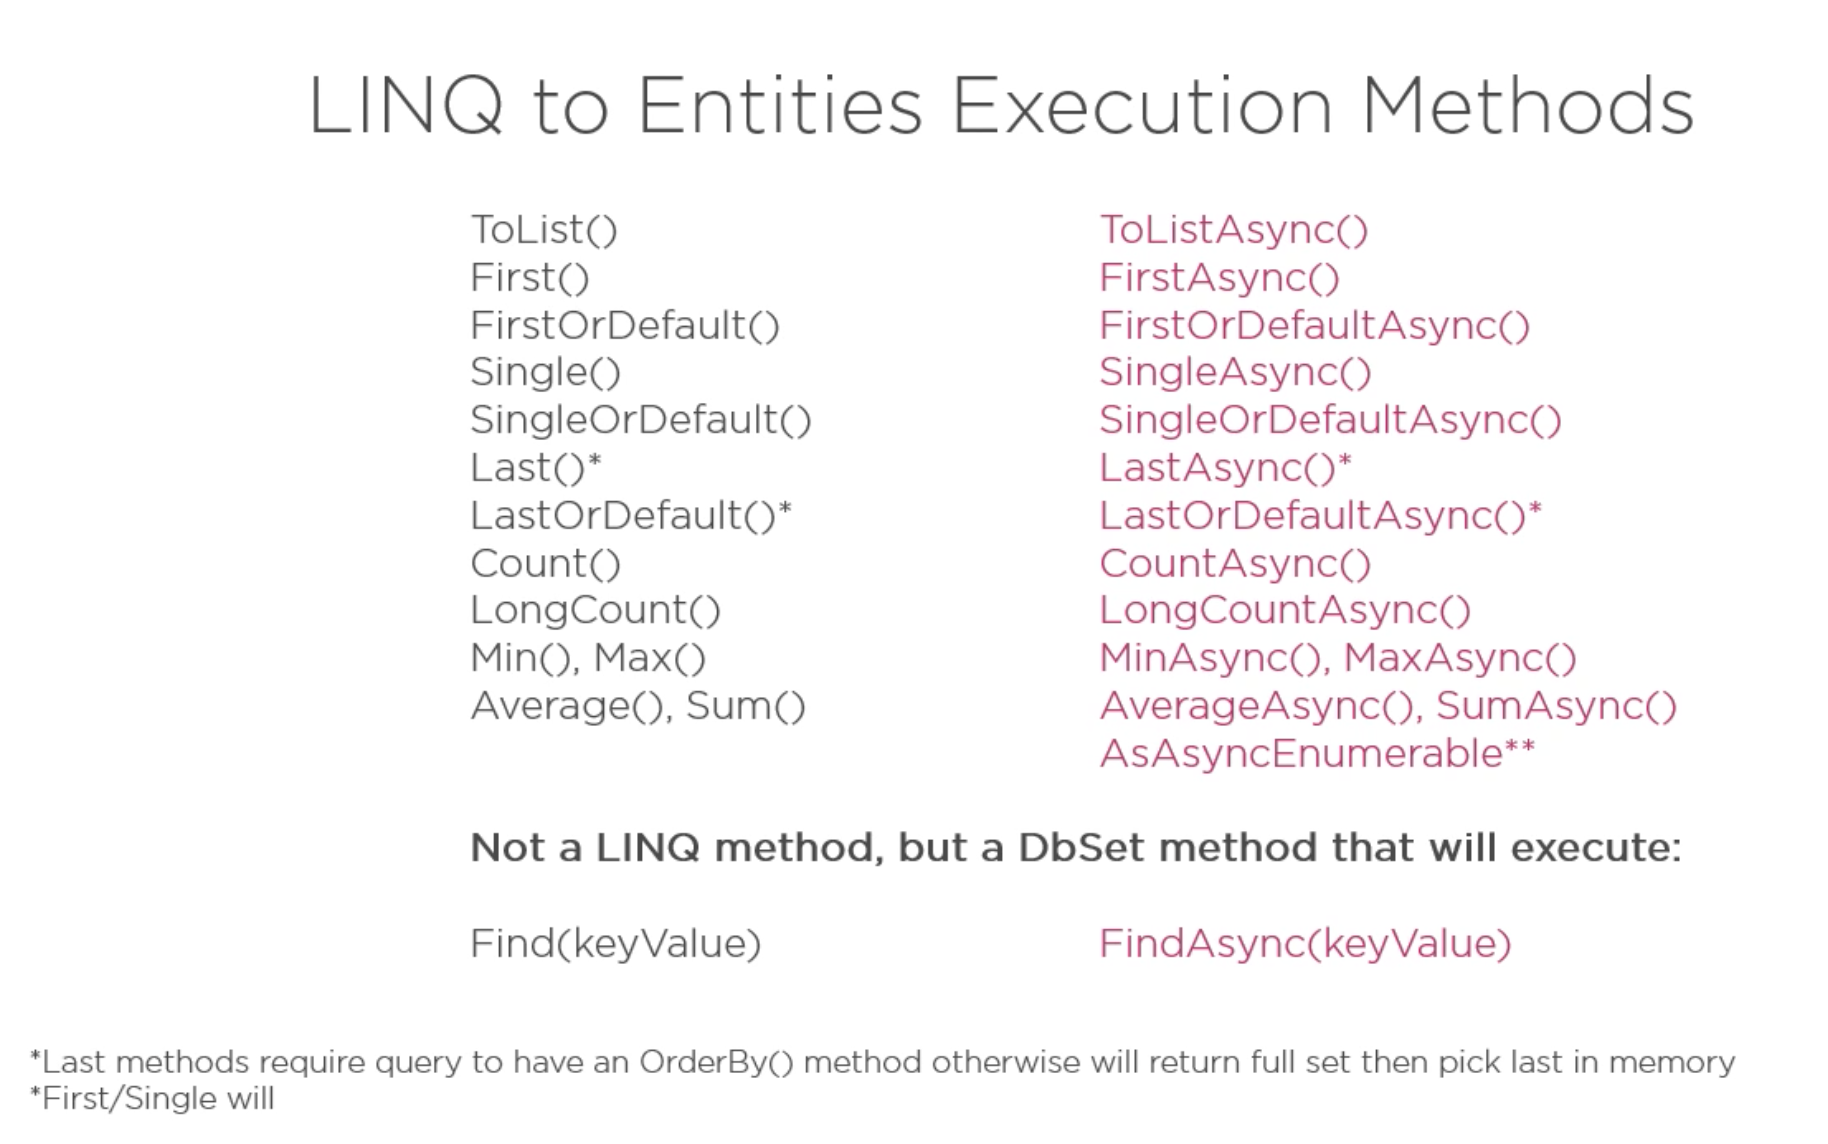 LINQ to Entities Execution Methods
ToList()
First()
FirstOrDefault()
Single()
SingleOrDefault()
Last()*
LastOrDefault()*
Count()
LongCount()
Min(), Max()
Average(), Sum()
ToListAsync()
FirstAsync()
FirstOrDefaultAsync()
SingleAsync()
SingleOrDefaultAsync()
LastAsync()*
LastOrDefaultAsync()*
CountAsync()
LongCountAsync()
MinAsync(), MaxAsync()
AverageAsync(), SumAsync()
AsAsyncEnumerable**
Not a LINQ method, but a DbSet method that will execute:
Find(keyValue)
FindAsync(keyValue)
*Last methods require query to have an OrderBy() method otherwise will return full set then pick last in memory
*First/Single will